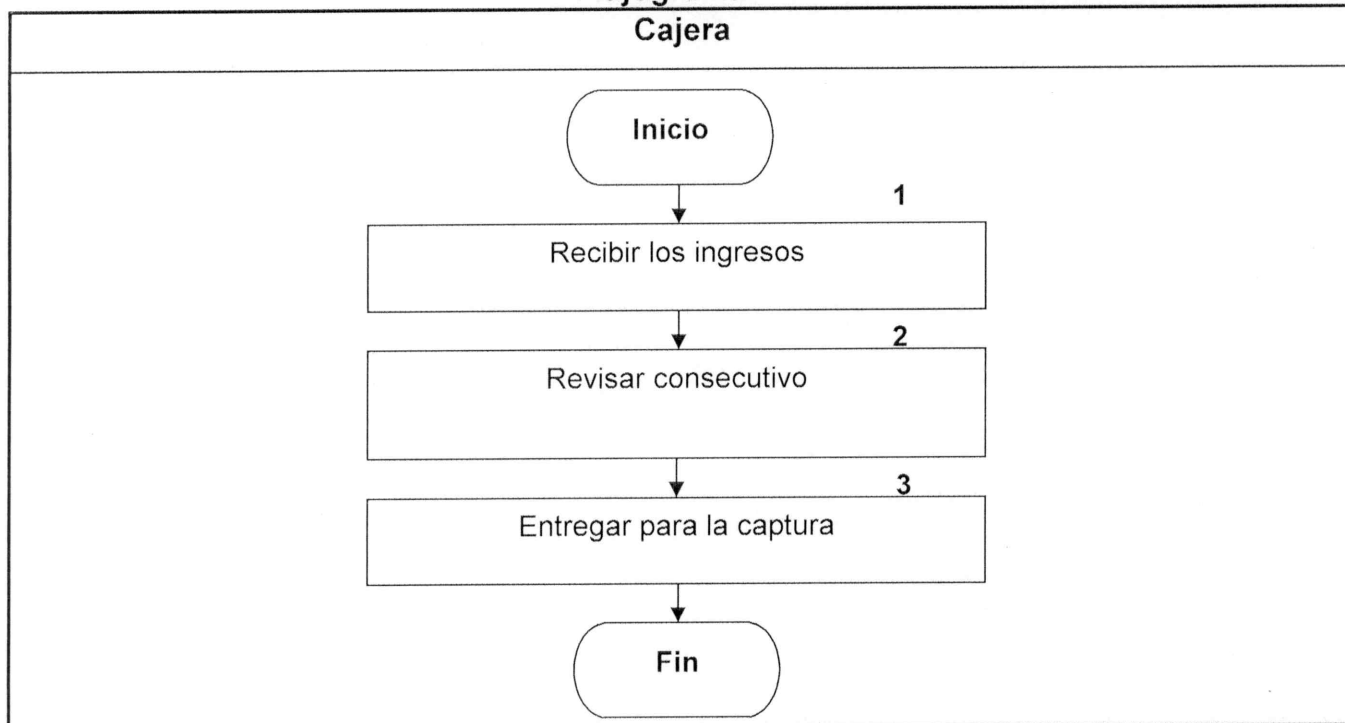 Cajera
Inicio
1
Recibir los ingresos
2
Revisar consecutivo
3
Entregar para la captura
Fin